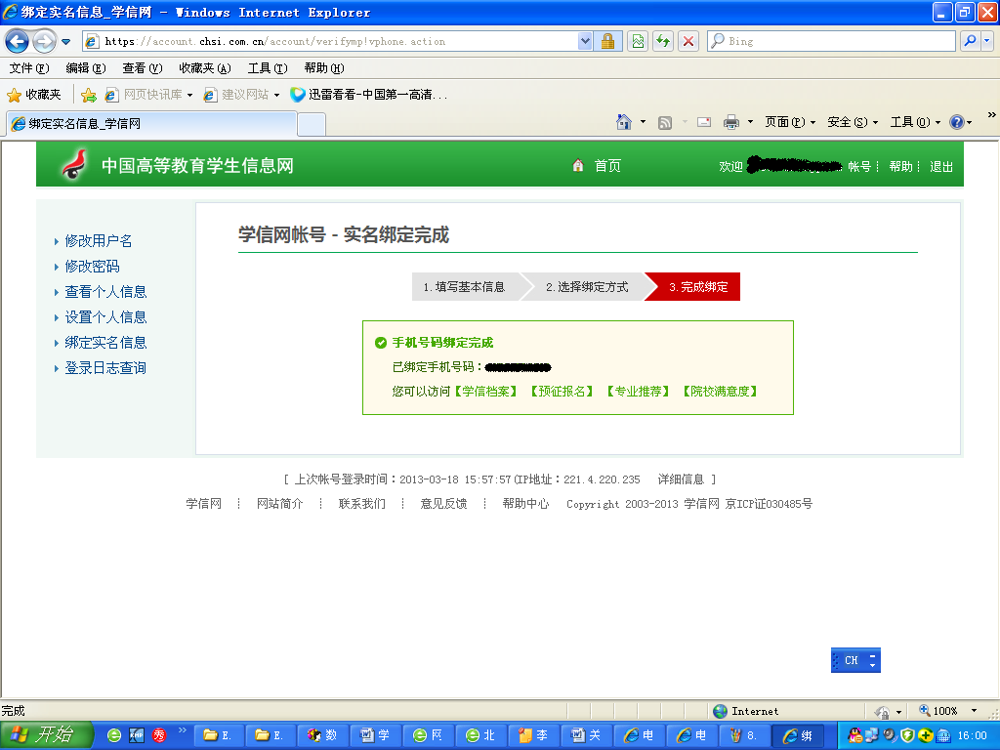 绑定实名信息_学信网 - Windows Internet Explorer
https://account.chsi.com.cn/account/verifymp!vphone.action
Bing
文件(F) 编辑(E) 查看(V) 收藏夹(A) 工具(T) 帮助(H)
收藏夹 网页快讯库 建议网站 迅雷看看-中国第一高清...
绑定实名信息_学信网
页面(P) 安全(S) 工具(O) »
中国高等教育学生信息网
首页
欢迎 帐号 帮助 退出
修改用户名
修改密码
查看个人信息
设置个人信息
绑定实名信息
登录日志查询
学信网帐号 - 实名绑定完成
1.填写基本信息 2.选择绑定方式 3.完成绑定
手机号码绑定完成
已绑定手机号码：
您可以访问【学信档案】 【预征报名】 【专业推荐】 【院校满意度】
[ 上次帐号登录时间：2013-03-18 15:57:57(IP地址：221.4.220.235 详细信息 ]
学信网 ┊ 网站简介 ┊ 联系我们 ┊ 意见反馈 ┊ 帮助中心 Copyright 2003-2013 学信网 京ICP证030485号
CH
完成
Internet
100%
开始 » E. E. 数 学 网 北 李 关 电 电 8. 绑 16:00